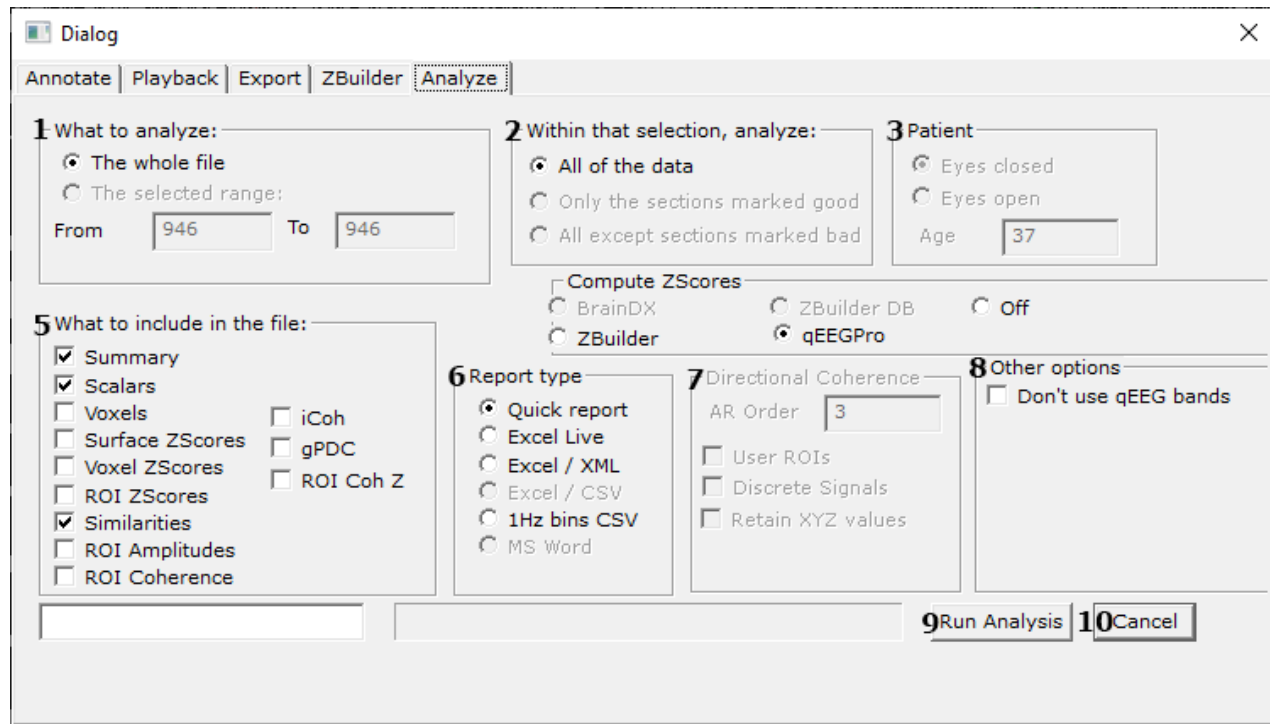 Dialog
Annotate Playback Export ZBuilder Analyze
1 What to analyze:
The whole file
The selected range:
From 946 To 946
2 Within that selection, analyze:
All of the data
Only the sections marked good
All except sections marked bad
3 Patient
Eyes closed
Eyes open
Age 37
Compute ZScores
BrainDX ZBuilder DB Off
ZBuilder qEEGPro
5 What to include in the file:
Summary
Scalars
Voxels
Surface ZScores
Voxel ZScores
ROI ZScores
Similarities
ROI Amplitudes
ROI Coherence
iCoh
gPDC
ROI Coh Z
6 Report type
Quick report
Excel Live
Excel / XML
Excel / CSV
1Hz bins CSV
MS Word
7 Directional Coherence
AR Order 3
User ROIs
Discrete Signals
Retain XYZ values
8 Other options
Don't use qEEG bands
9 Run Analysis 10 Cancel